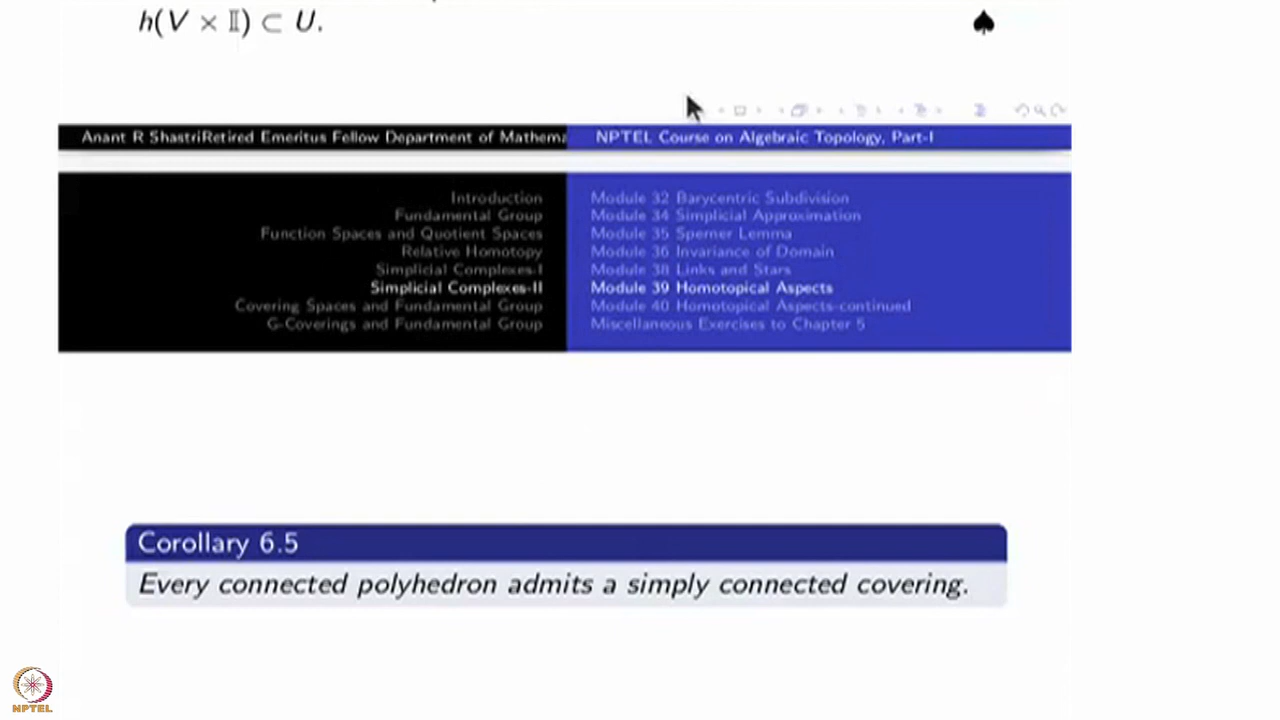 h(V × 𝕀) ⊂ U. ♠
Anant R ShastriRetired Emeritus Fellow Department of Mathema NPTEL Course on Algebraic Topology, Part-I
Introduction
Fundamental Group
Function Spaces and Quotient Spaces
Relative Homotopy
Simplicial Complexes-I
Simplicial Complexes-II
Covering Spaces and Fundamental Group
G-Coverings and Fundamental Group
Module 32 Barycentric Subdivision
Module 34 Simplicial Approximation
Module 35 Sperner Lemma
Module 36 Invariance of Domain
Module 38 Links and Stars
Module 39 Homotopical Aspects
Module 40 Homotopical Aspects-continued
Miscellaneous Exercises to Chapter 5
Corollary 6.5
Every connected polyhedron admits a simply connected covering.
NPTEL